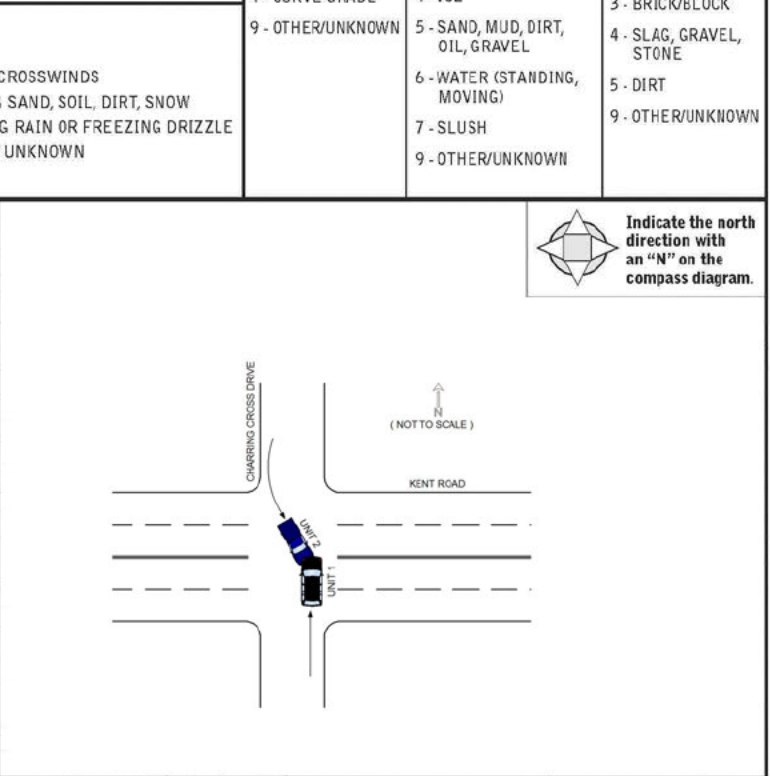 9 - OTHER/UNKNOWN
5 - SAND, MUD, DIRT,
OIL, GRAVEL
6 - WATER (STANDING,
MOVING)
7 - SLUSH
9 - OTHER/UNKNOWN
3 - BRICK/BLOCK
4 - SLAG, GRAVEL,
STONE
5 - DIRT
9 - OTHER/UNKNOWN
CROSSWINDS
SAND, SOIL, DIRT, SNOW
G RAIN OR FREEZING DRIZZLE
UNKNOWN
Indicate the north
direction with
an “N” on the
compass diagram.
CHARRING CROSS DRIVE
N
( NOT TO SCALE )
KENT ROAD
UNIT 2
UNIT 1